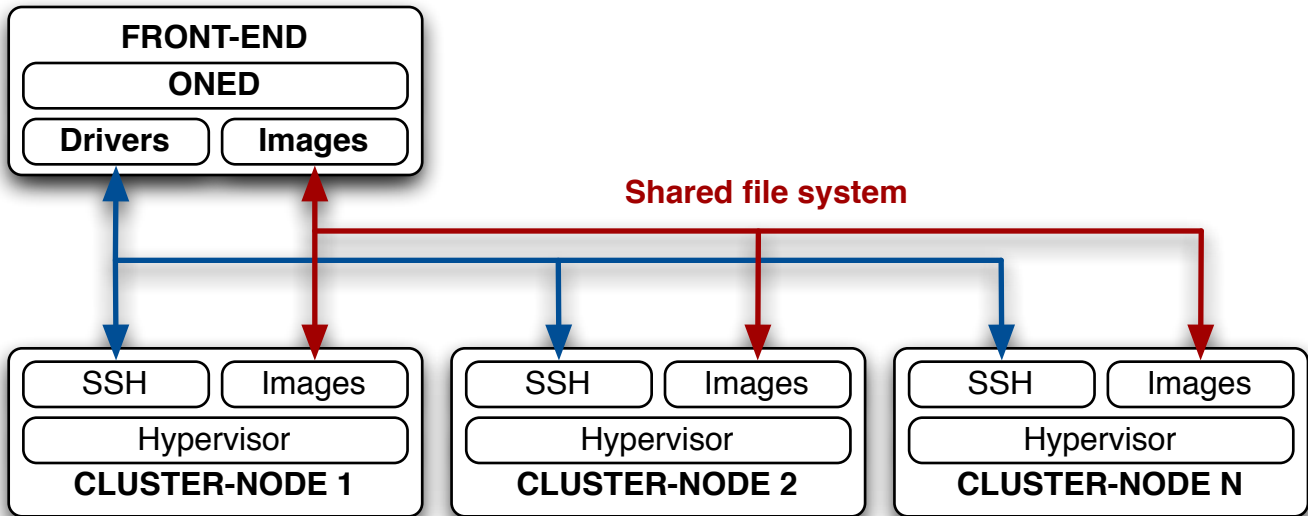 FRONT-END
ONED
Drivers Images
Shared file system
SSH Images SSH Images SSH Images
Hypervisor Hypervisor Hypervisor
CLUSTER-NODE 1 CLUSTER-NODE 2 CLUSTER-NODE N